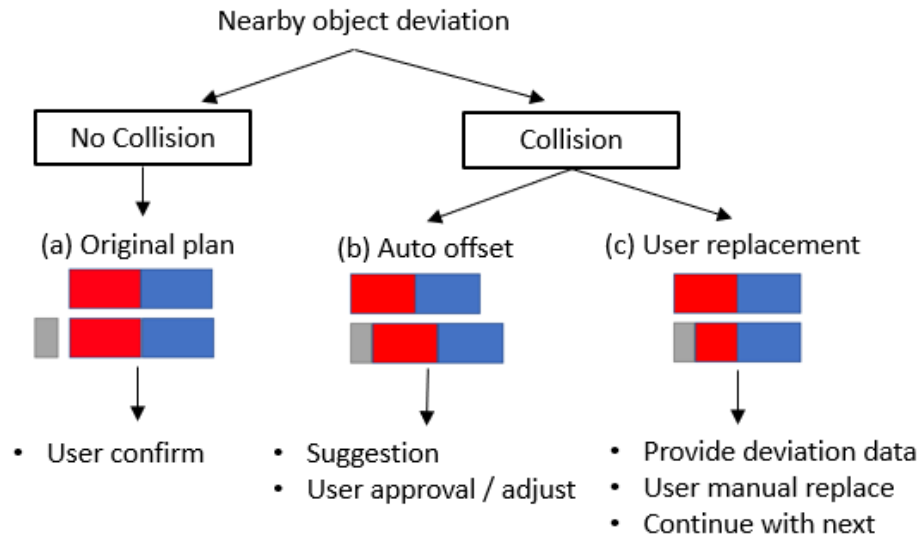 Nearby object deviation
No Collision
Collision
(a) Original plan
(b) Auto offset
(c) User replacement
• User confirm
• Suggestion
• User approval / adjust
• Provide deviation data
• User manual replace
• Continue with next